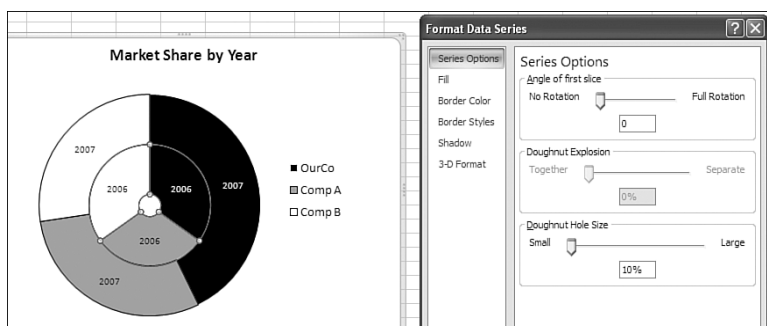 Market Share by Year
2007
2006
2006
2007
2006
2007
OurCo
Comp A
Comp B
Format Data Series
Series Options
Fill
Border Color
Border Styles
Shadow
3-D Format
Series Options
Angle of first slice
No Rotation Full Rotation
0
Doughnut Explosion
Together Separate
0%
Doughnut Hole Size
Small Large
10%